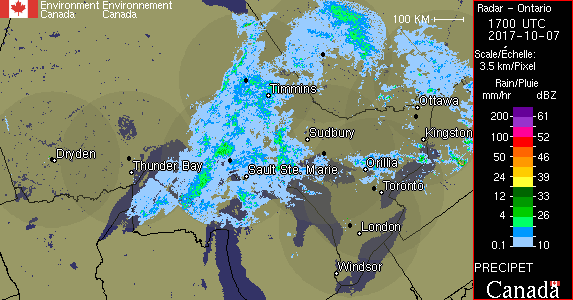 Environment Environnement
Canada Canada
100 KM
Radar - Ontario
1700 UTC
2017-10-07
Scale/Échelle:
3.5 km/Pixel
Rain/Pluie
mm/hr dBZ
200 61
100 52
50 46
24 39
12 33
4 26
0.1 10
PRECIPET
Canada
Timmins
Ottawa
Sudbury
Kingston
Dryden
Thunder Bay
Sault Ste. Marie
Orillia
Toronto
London
Windsor